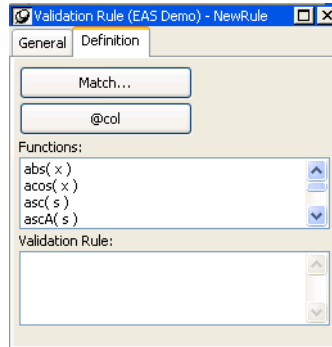 Validation Rule (EAS Demo) - NewRule
General Definition
Match...
@col
Functions:
abs( x )
acos( x )
asc( s )
ascA( s )
Validation Rule: